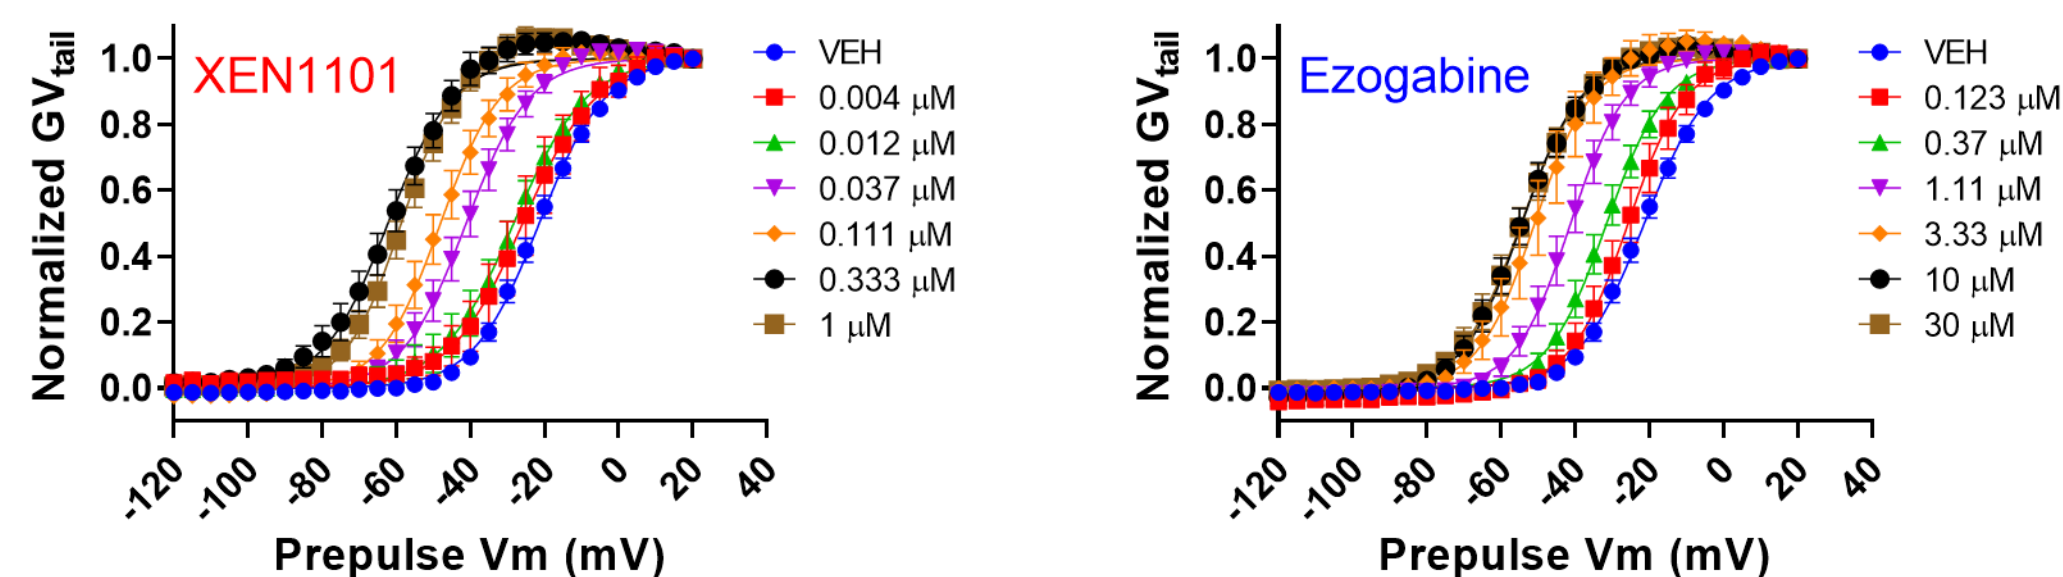 Normalized GVtail
1.0
0.8
0.6
0.4
0.2
0.0
XEN1101
-120
-100
-80
-60
-40
-20
0
20
40
Prepulse Vm (mV)
VEH
0.004 μM
0.012 μM
0.037 μM
0.111 μM
0.333 μM
1 μM
Normalized GVtail
1.0
0.8
0.6
0.4
0.2
0.0
Ezogabine
-120
-100
-80
-60
-40
-20
0
20
40
Prepulse Vm (mV)
VEH
0.123 μM
0.37 μM
1.11 μM
3.33 μM
10 μM
30 μM